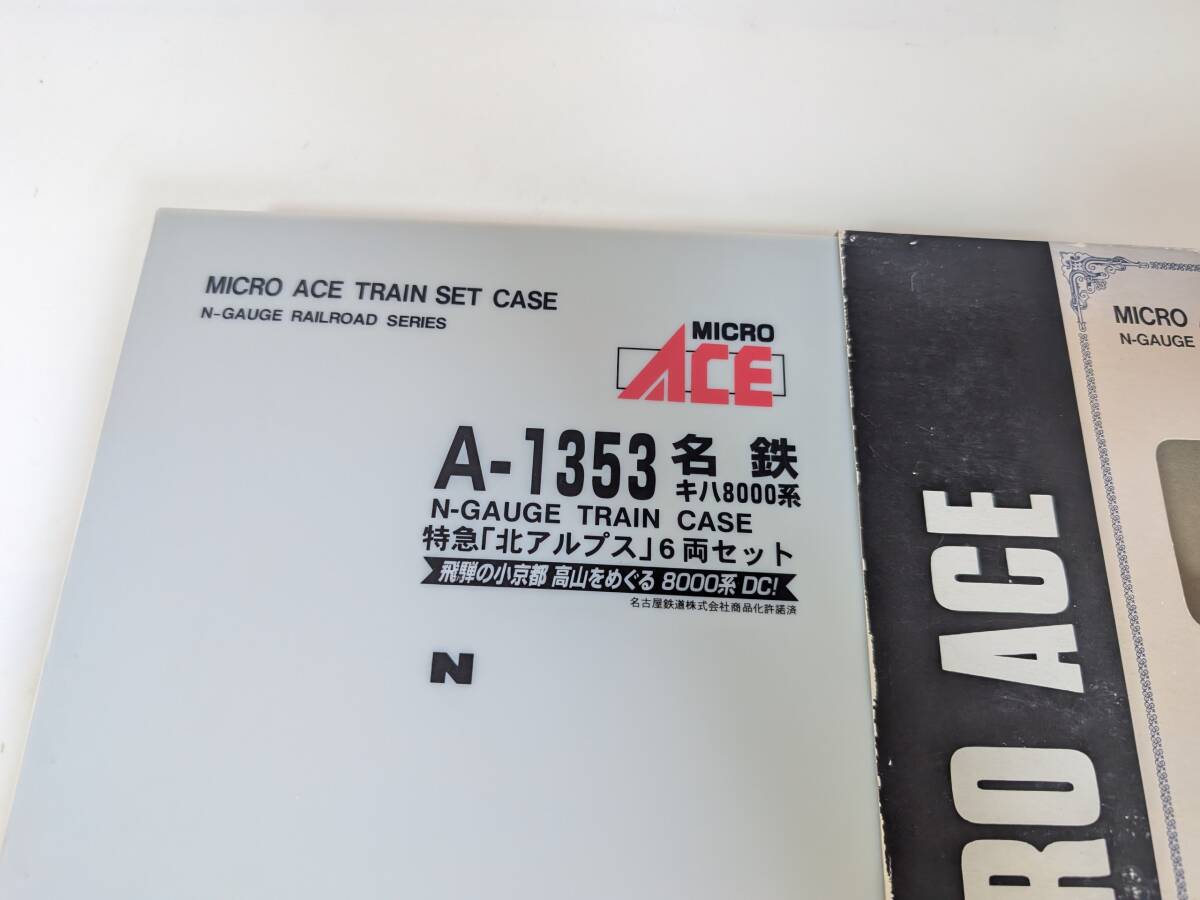 MICRO ACE TRAIN SET CASE
N-GAUGE RAILROAD SERIES
MICRO
ACE
A-1353 名鉄
キハ8000系
N-GAUGE TRAIN CASE
特急「北アルプス」6両セット
飛騨の小京都 高山をめぐる 8000系 DC!
名古屋鉄道株式会社商品化許諾済
N
RO ACE
MICRO
N-GAUGE